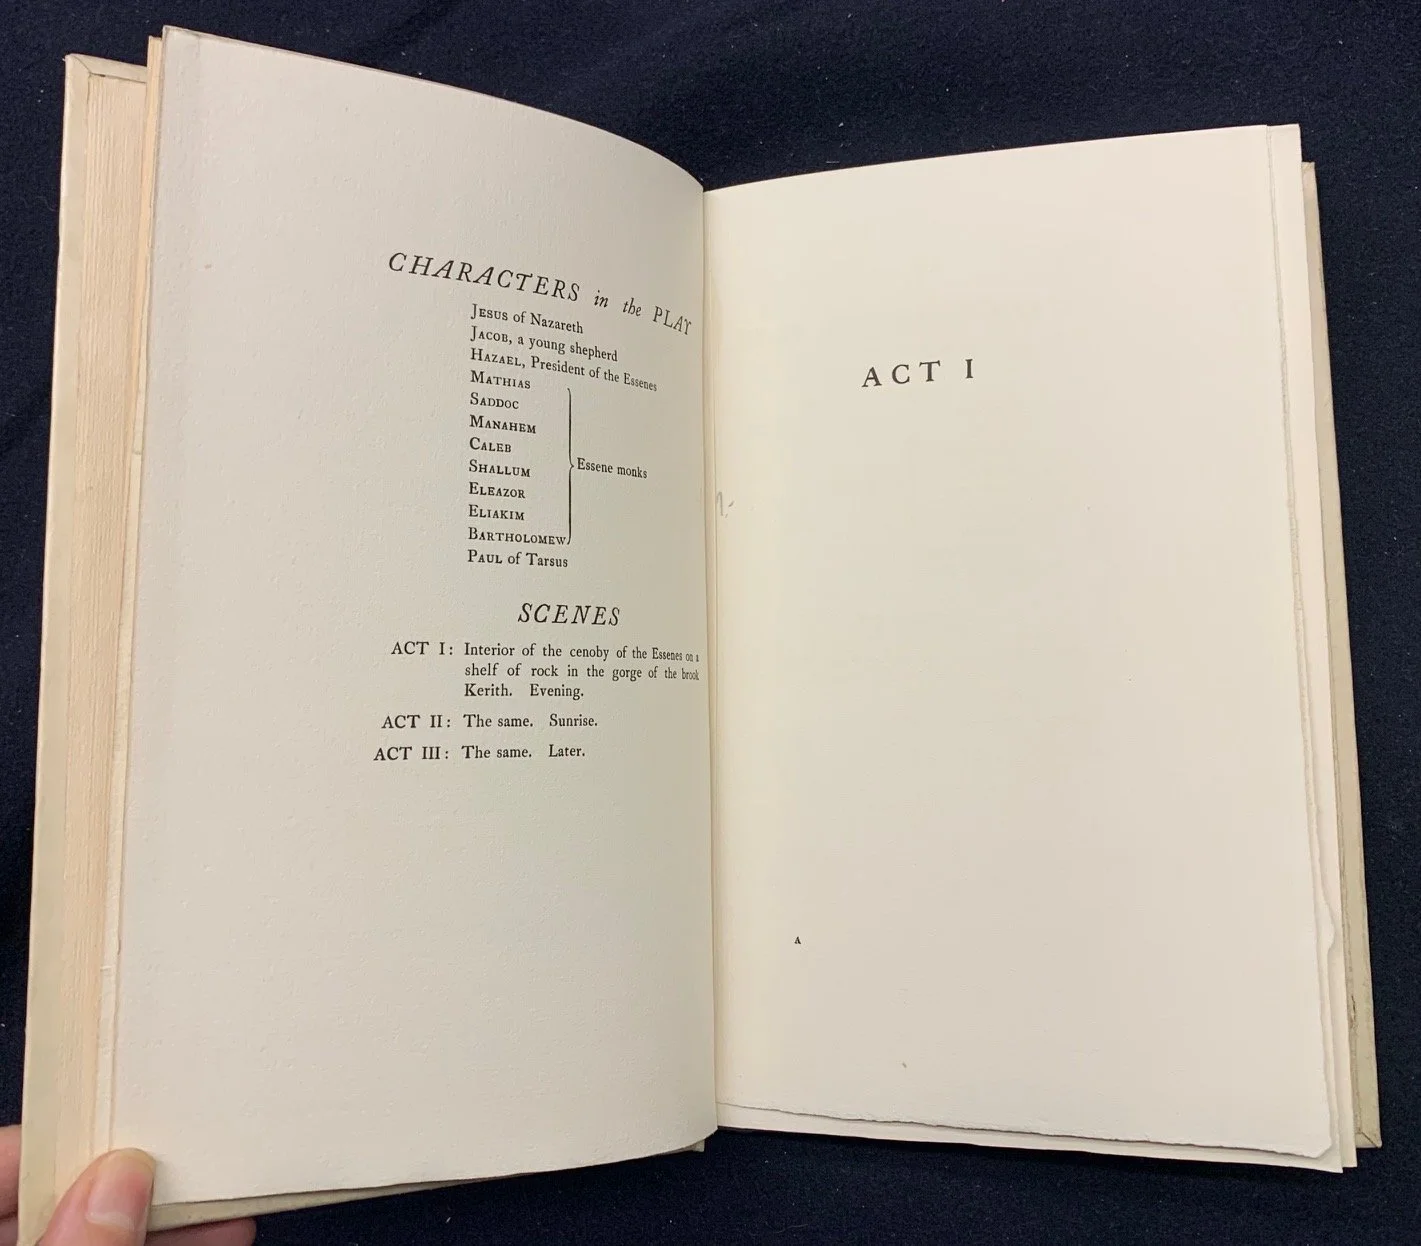 CHARACTERS in the PLAY
JESUS of Nazareth
JACOB, a young shepherd
HAZAEL, President of the Essenes
MATHIAS
SADDOC
MANAHEM
CALEB
SHALLUM
ELEAZOR
ELIAKIM
BARTHOLOMEW
Essene monks
PAUL of Tarsus
SCENES
ACT I: Interior of the cenoby of the Essenes on a
shelf of rock in the gorge of the brook
Kerith. Evening.
ACT II: The same. Sunrise.
ACT III: The same. Later.
ACT I
A